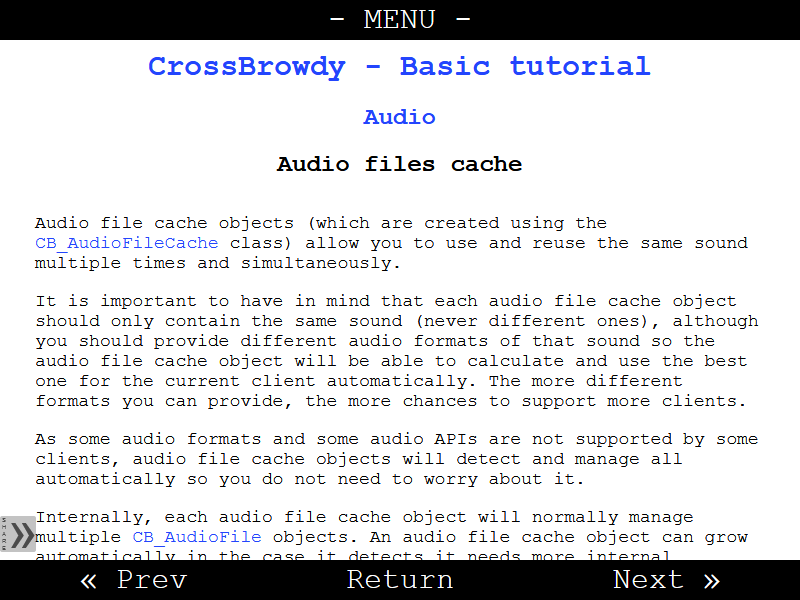 - MENU -
CrossBrowdy - Basic tutorial
Audio
Audio files cache
Audio file cache objects (which are created using the
CB_AudioFileCache class) allow you to use and reuse the same sound
multiple times and simultaneously.
It is important to have in mind that each audio file cache object
should only contain the same sound (never different ones), although
you should provide different audio formats of that sound so the
audio file cache object will be able to calculate and use the best
one for the current client automatically. The more different
formats you can provide, the more chances to support more clients.
As some audio formats and some audio APIs are not supported by some
clients, audio file cache objects will detect and manage all
automatically so you do not need to worry about it.
Internally, each audio file cache object will normally manage
SHARE »
multiple CB_AudioFile objects. An audio file cache object can grow
automatically in the case it detects it needs more internal
« Prev Return Next »